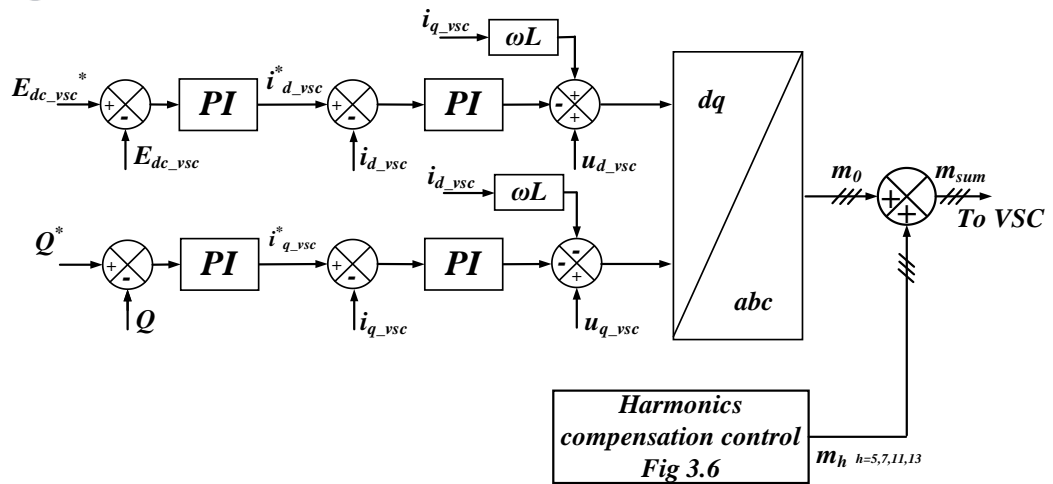 i_q_vsc
ωL
E_dc_vsc*
+
-
PI
i*_d_vsc
+
-
PI
-
+
+
E_dc_vsc
i_d_vsc
u_d_vsc
dq
abc
i_d_vsc
ωL
Q*
+
-
PI
i*_q_vsc
+
-
PI
-
-
+
Q
i_q_vsc
u_q_vsc
m_0
+
+
m_sum
To VSC
Harmonics
compensation control
Fig 3.6
m_h h=5,7,11,13